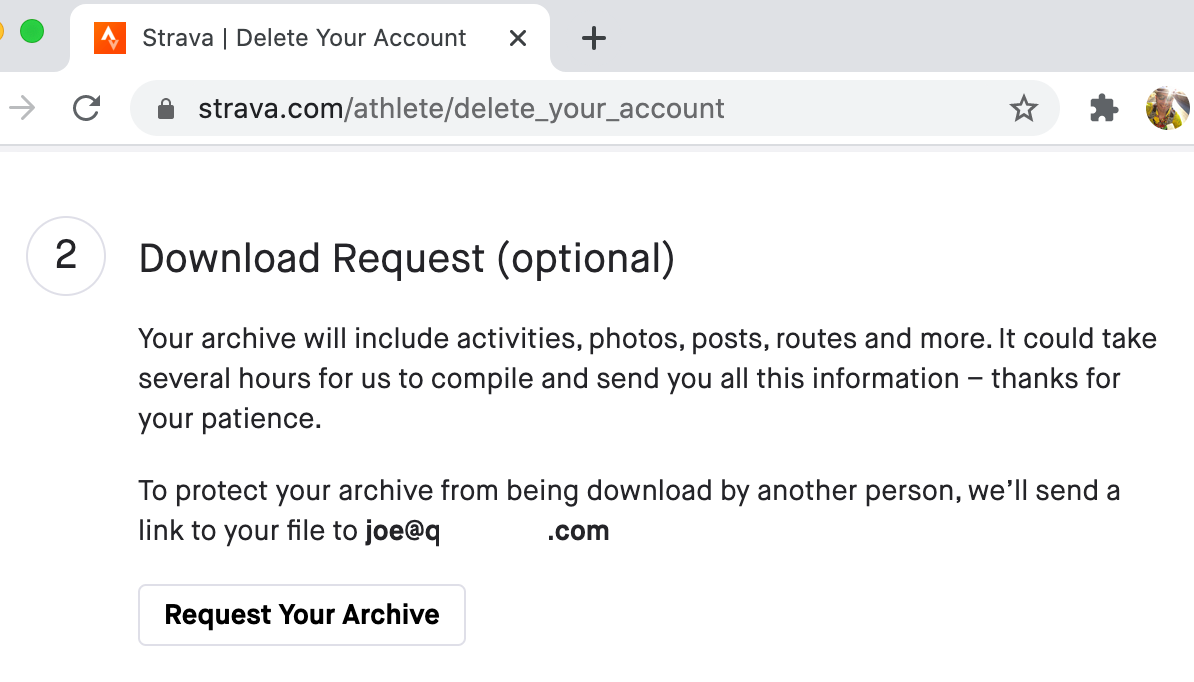 Strava | Delete Your Account
strava.com/athlete/delete_your_account
2
Download Request (optional)
Your archive will include activities, photos, posts, routes and more. It could take
several hours for us to compile and send you all this information – thanks for
your patience.
To protect your archive from being download by another person, we’ll send a
link to your file to joe@q .com
Request Your Archive